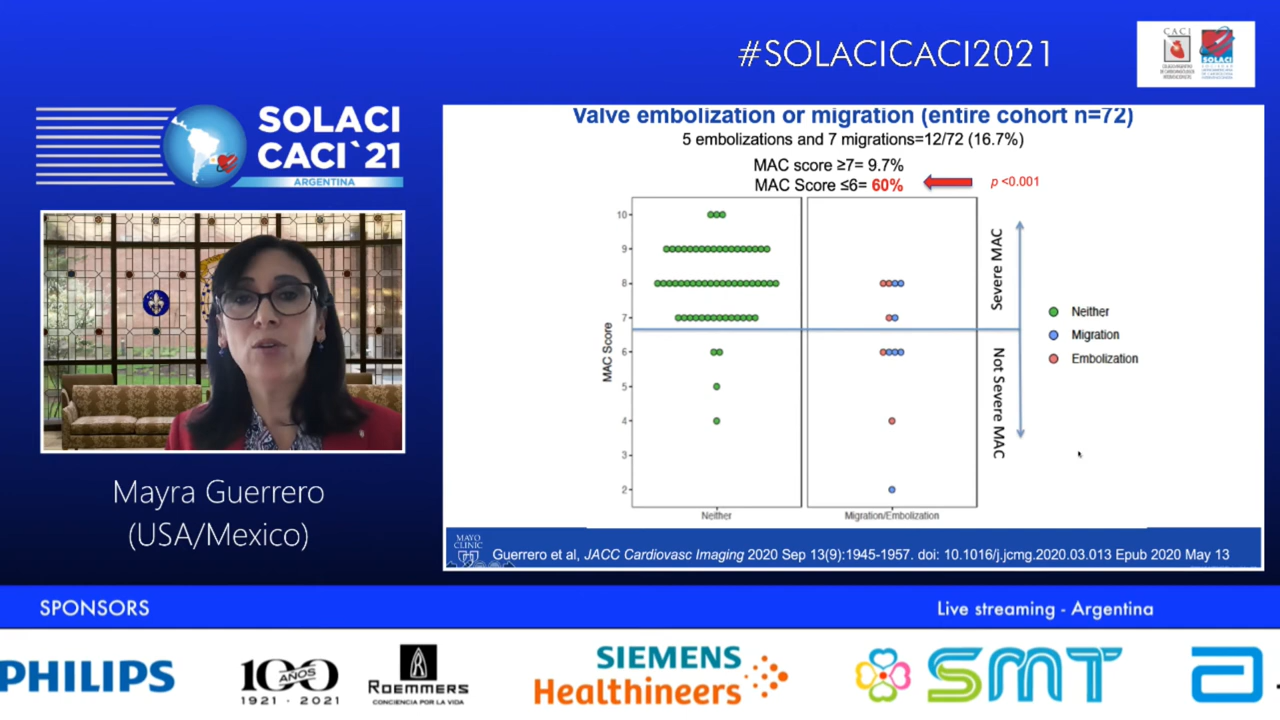 #SOLACICACI2021
CACI
SOLACI
SOLACI
CACI`21
ARGENTINA
Valve embolization or migration (entire cohort n=72)
5 embolizations and 7 migrations=12/72 (16.7%)
MAC score ≥7= 9.7%
MAC Score ≤6= 60%
p <0.001
10
9
8
7
6
5
4
3
2
MAC Score
Neither
Migration/Embolization
Severe MAC
Not Severe MAC
Neither
Migration
Embolization
MAYO
CLINIC
Guerrero et al, JACC Cardiovasc Imaging 2020 Sep 13(9):1945-1957. doi: 10.1016/j.jcmg.2020.03.013 Epub 2020 May 13
Mayra Guerrero
(USA/Mexico)
SPONSORS
Live streaming - Argentina
PHILIPS
100
AÑOS
1921 · 2021
ROEMMERS
CONCIENCIA POR LA VIDA
SIEMENS
Healthineers
SMT